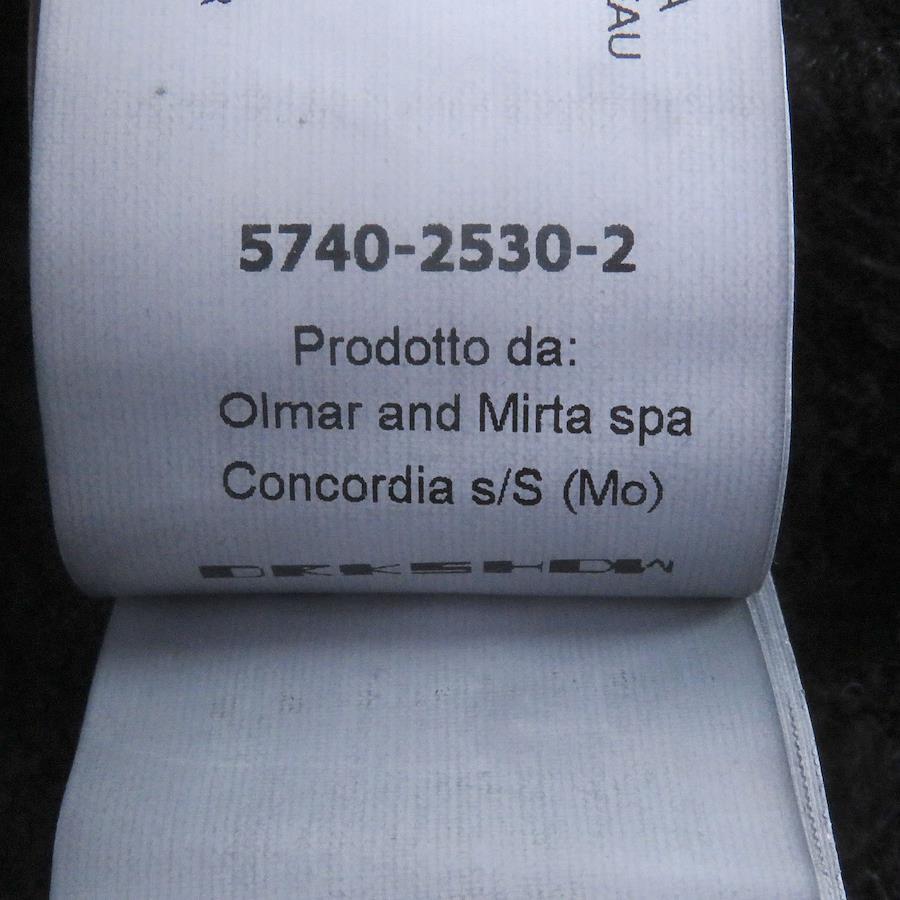 5740-2530-2
Prodotto da:
Olmar and Mirta spa
Concordia s/S (Mo)